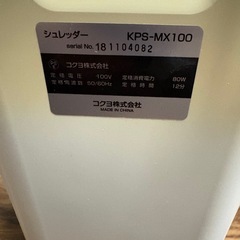 シュレッダー KPS-MX100
serial No. 181104082
コクヨ株式会社
定格電圧 100V 定格消費電力 80W
定格周波数 50/60Hz 定格時間 12分
コクヨ株式会社
MADE IN CHINA